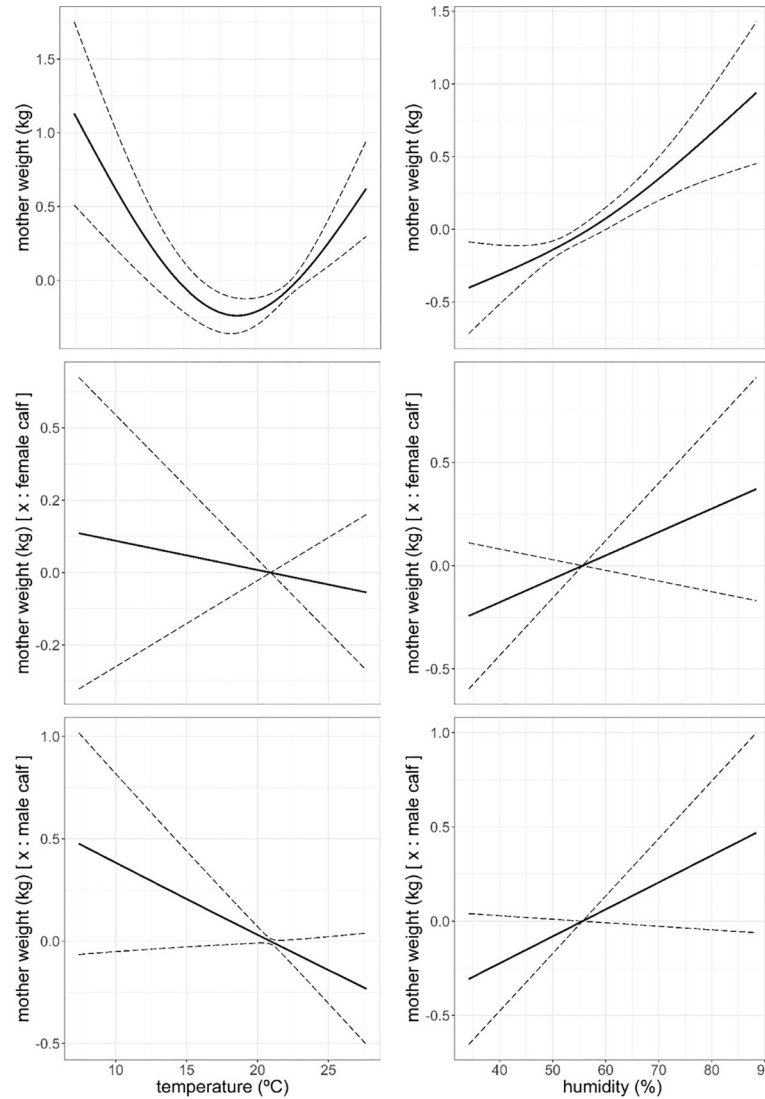 mother weight (kg)
1.5
1.0
0.5
0.0
mother weight (kg)
1.5
1.0
0.5
0.0
-0.5
mother weight (kg) [ x : female calf ]
0.5
0.2
0.0
-0.2
mother weight (kg) [ x : female calf ]
0.5
0.0
-0.5
mother weight (kg) [ x : male calf ]
1.0
0.5
0.0
-0.5
10 15 20 25
temperature (ºC)
mother weight (kg) [ x : male calf ]
1.0
0.5
0.0
-0.5
40 50 60 70 80 90
humidity (%)